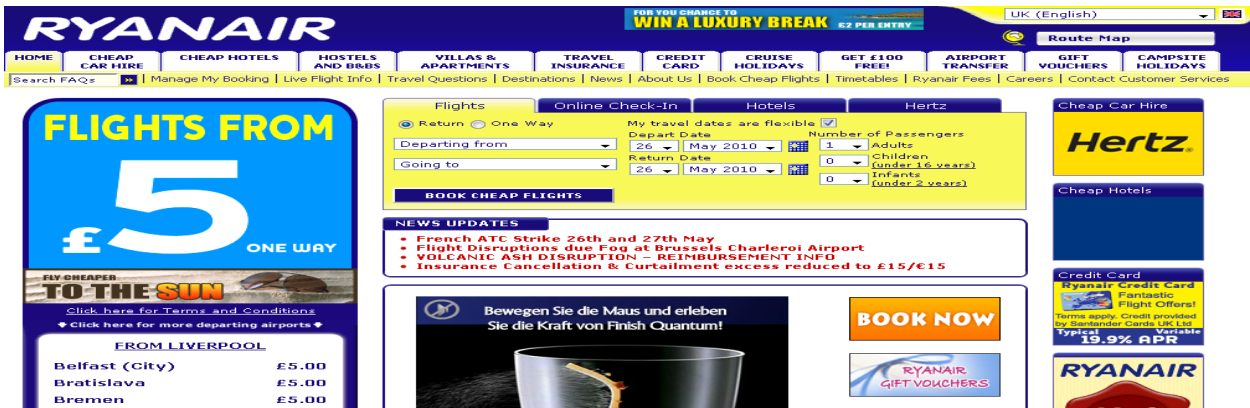 RYANAIR
FOR YOU CHANCE TO
WIN A LUXURY BREAK £2 PER ENTRY
UK (English)
Route Map
HOME
CHEAP CAR HIRE
CHEAP HOTELS
HOSTELS AND B&BS
VILLAS & APARTMENTS
TRAVEL INSURANCE
CREDIT CARD
CRUISE HOLIDAYS
GET £100 FREE!
AIRPORT TRANSFER
GIFT VOUCHERS
CAMPSITE HOLIDAYS
Search FAQs | Manage My Booking | Live Flight Info | Travel Questions | Destinations | News | About Us | Book Cheap Flights | Timetables | Ryanair Fees | Careers | Contact Customer Services
FLIGHTS FROM
£5
ONE WAY
FLY CHEAPER
TO THE SUN
Click here for Terms and Conditions
Click here for more departing airports
FROM LIVERPOOL
Belfast (City) £5.00
Bratislava £5.00
Bremen £5.00
Flights
Online Check-In
Hotels
Hertz
Return One Way
My travel dates are flexible
Departing from
Going to
Depart Date
26 May 2010
Return Date
26 May 2010
Number of Passengers
1 Adults
0 Children
(under 16 years)
0 Infants
(under 2 years)
BOOK CHEAP FLIGHTS
NEWS UPDATES
• French ATC Strike 26th and 27th May
• Flight Disruptions due Fog at Brussels Charleroi Airport
• VOLCANIC ASH DISRUPTION - REIMBURSEMENT INFO
• Insurance Cancellation & Curtailment excess reduced to £15/€15
Bewegen Sie die Maus und erleben
Sie die Kraft von Finish Quantum!
BOOK NOW
RYANAIR
GIFT VOUCHERS
Cheap Car Hire
Hertz.
Cheap Hotels
Credit Card
Ryanair Credit Card
Fantastic
Flight Offers!
Terms apply. Credit provided
by Santander Cards UK Ltd
Typical Variable
19.9% APR
RYANAIR